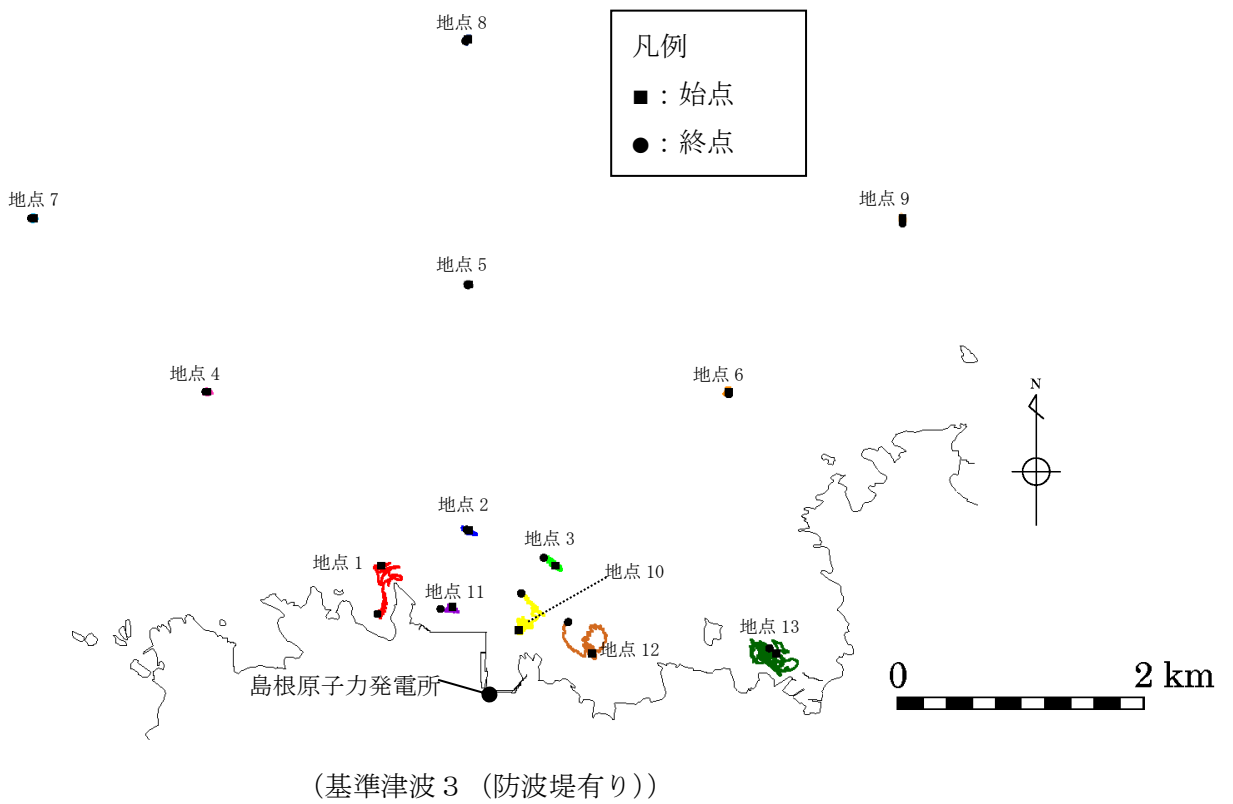 地点 8
凡例
■：始点
●：終点
地点 7
地点 9
地点 5
地点 4
地点 6
N
地点 2
地点 3
地点 1
地点 10
地点 11
地点 13
地点 12
島根原子力発電所
0 2 km
(基準津波３（防波堤有り))